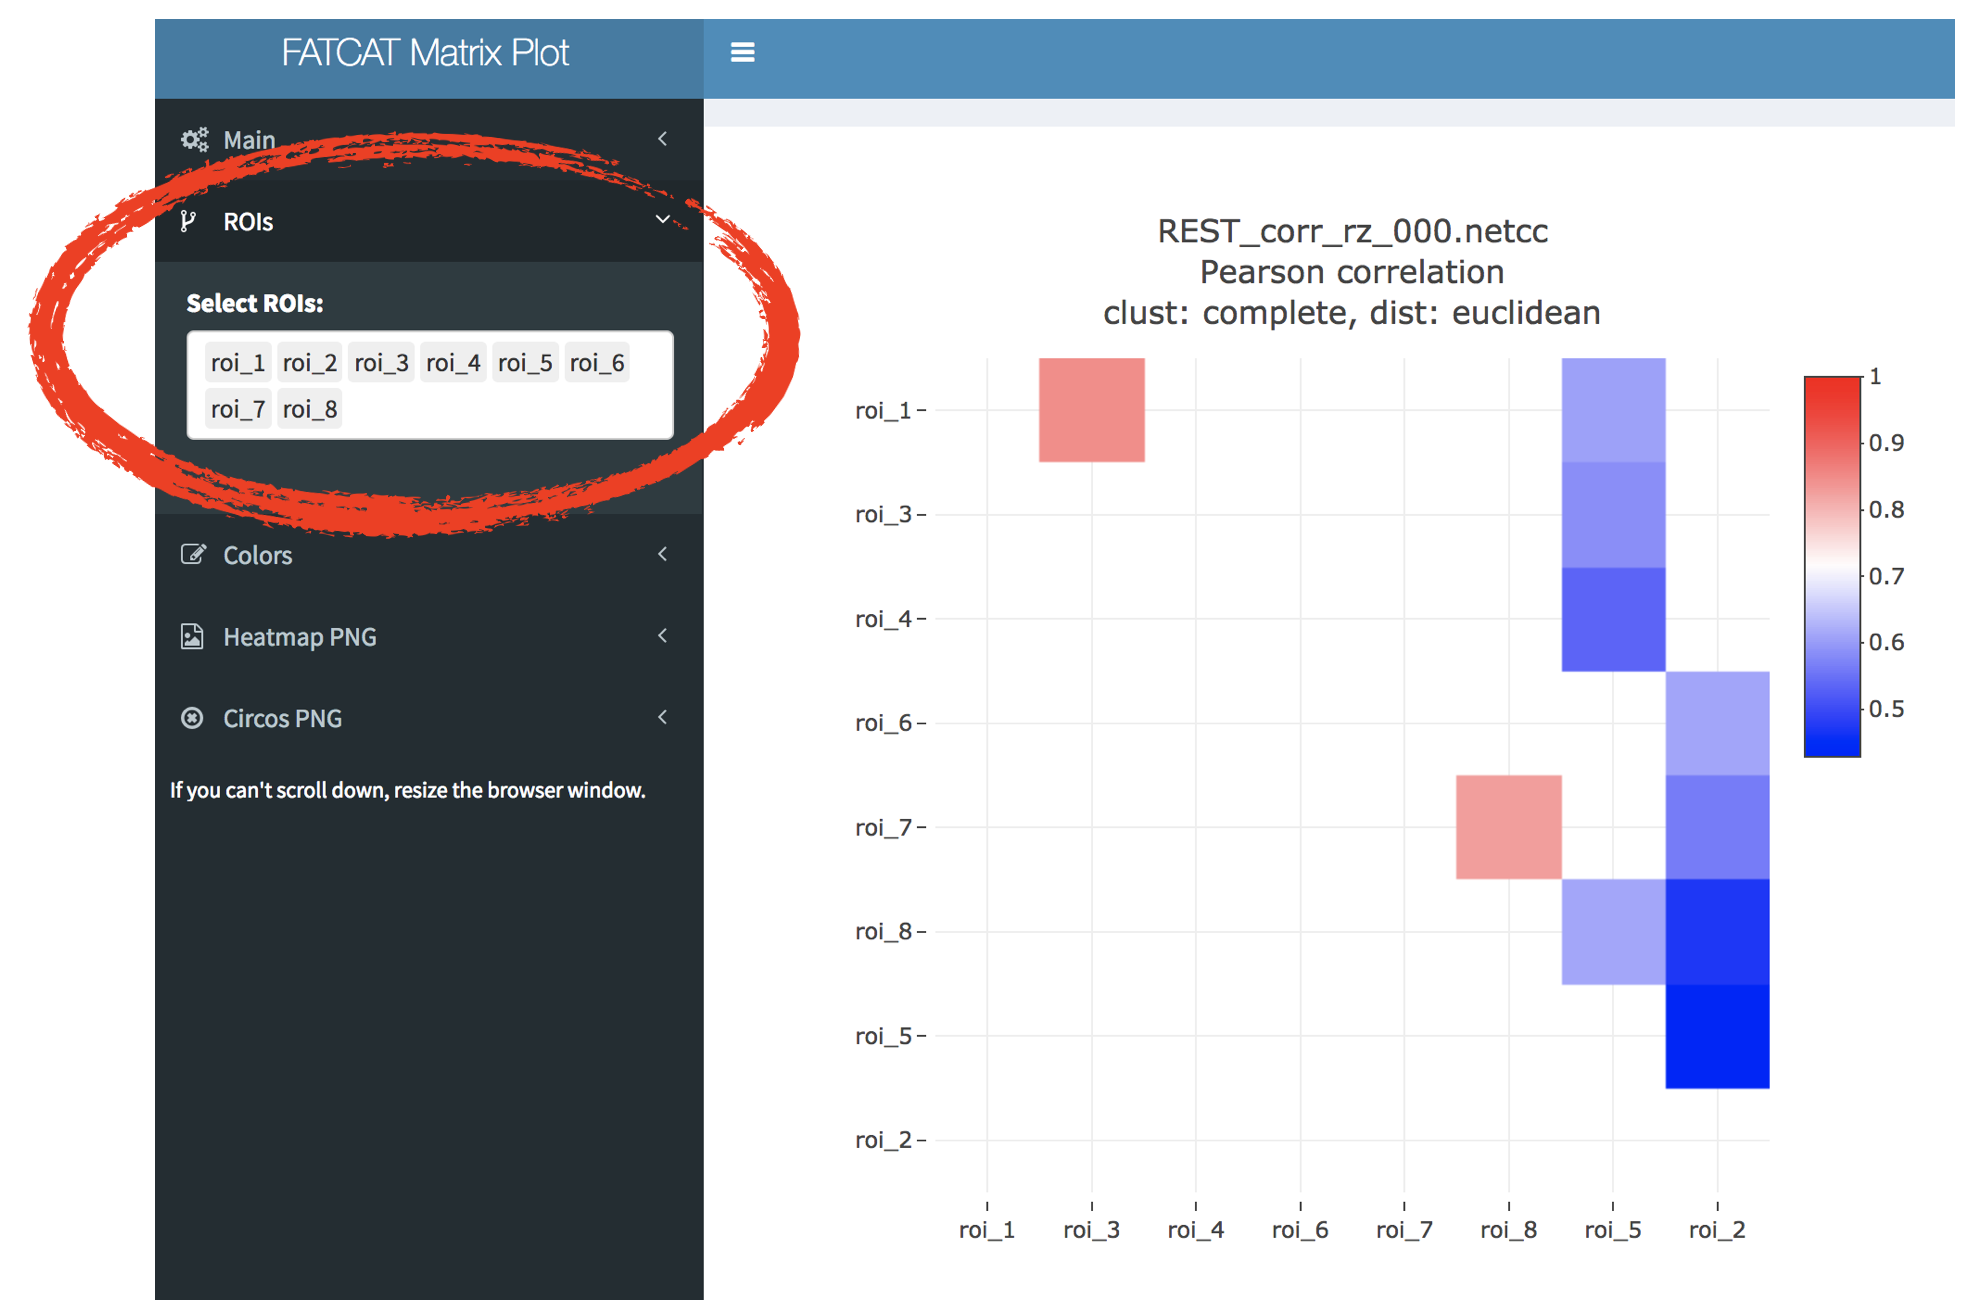 FATCAT Matrix Plot
Main
ROIs
Select ROIs:
roi_1 roi_2 roi_3 roi_4 roi_5 roi_6
roi_7 roi_8
Colors
Heatmap PNG
Circos PNG
If you can't scroll down, resize the browser window.
REST_corr_rz_000.netcc
Pearson correlation
clust: complete, dist: euclidean
roi_1
roi_3
roi_4
roi_6
roi_7
roi_8
roi_5
roi_2
roi_1 roi_3 roi_4 roi_6 roi_7 roi_8 roi_5 roi_2
1
0.9
0.8
0.7
0.6
0.5